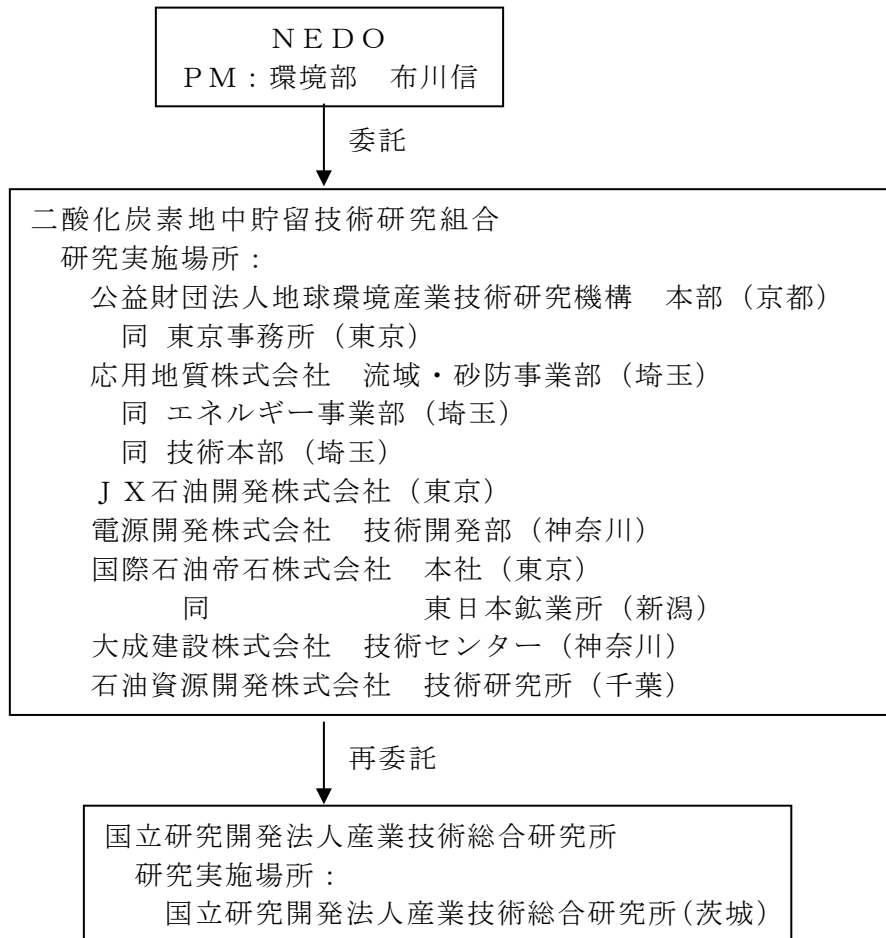 ＮＥＤＯ
ＰＭ：環境部　布川信
委託
二酸化炭素地中貯留技術研究組合
研究実施場所：
公益財団法人地球環境産業技術研究機構　本部（京都）
同 東京事務所（東京）
応用地質株式会社　流域・砂防事業部（埼玉）
同 エネルギー事業部（埼玉）
同 技術本部（埼玉）
ＪＸ石油開発株式会社（東京）
電源開発株式会社　技術開発部（神奈川）
国際石油帝石株式会社　本社（東京）
同　　　　　　　東日本鉱業所（新潟）
大成建設株式会社　技術センター（神奈川）
石油資源開発株式会社　技術研究所（千葉）
再委託
国立研究開発法人産業技術総合研究所
研究実施場所：
国立研究開発法人産業技術総合研究所(茨城)